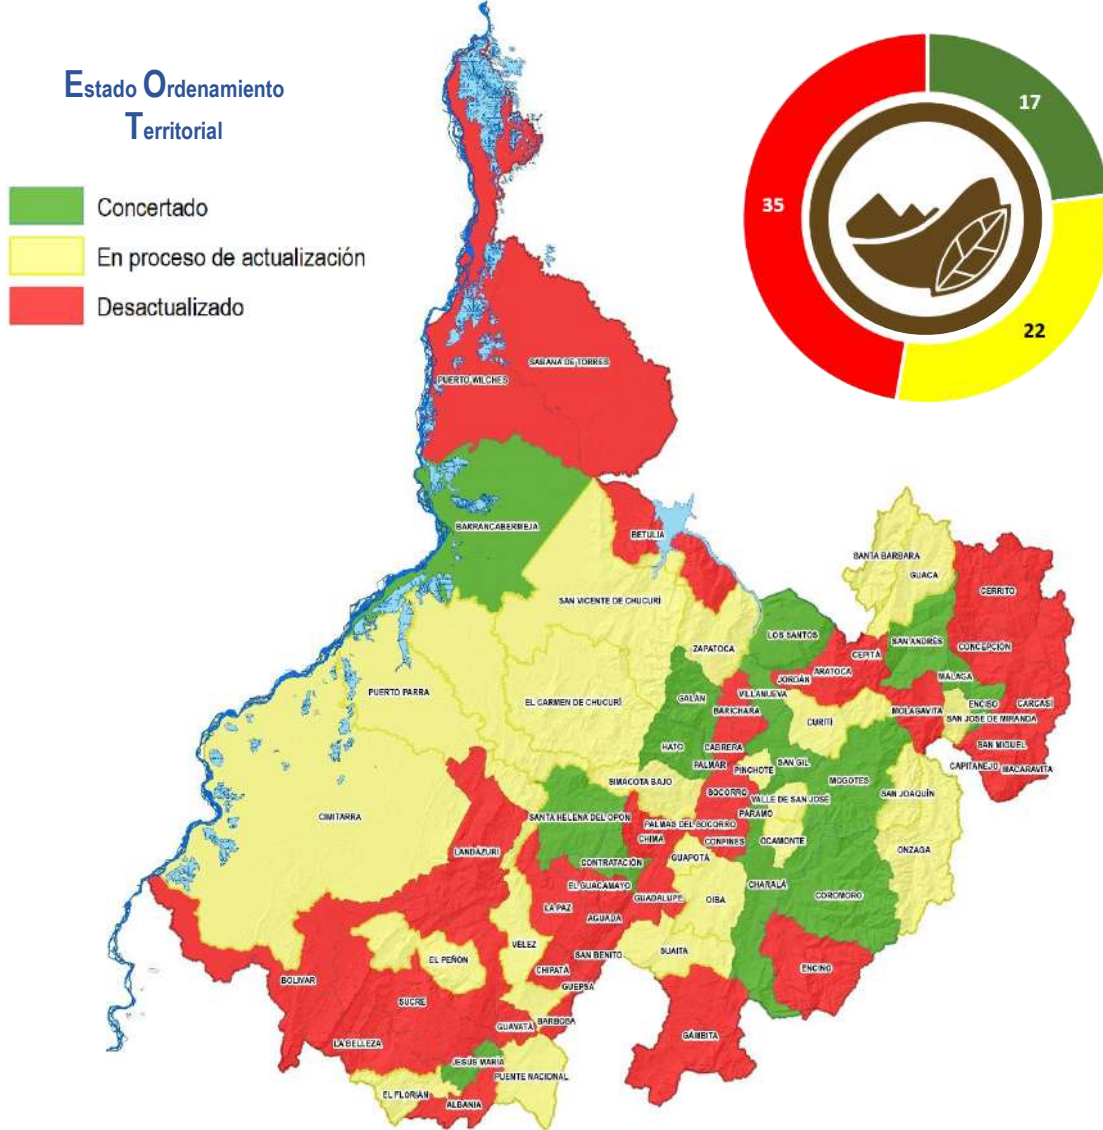 Estado Ordenamiento
Territorial
Concertado
En proceso de actualización
Desactualizado
17
35
22
SABANA DE TORRES
PUERTO WILCHES
BARRANCABERMEJA
BETULIA
SANTA BARBARA
GUACA
CERRITO
SAN VICENTE DE CHUCURÍ
LOS SANTOS
SAN ANDRÉS
CONCEPCIÓN
ZAPATOCA
CEPITÁ
ARATOCA
JORDÁN
MÁLAGA
PUERTO PARRA
EL CARMEN DE CHUCURÍ
GALÁN
VILLANUEVA
BARICHARA
CURITÍ
MOLAGAVITA
ENCISO
CARCASÍ
SAN JOSE DE MIRANDA
HATO
CABRERA
SAN MIGUEL
PALMAR
PINCHOTE
SAN GIL
CAPITANEJO
MACARAVITA
SIMACOTA BAJO
MOGOTES
SOCORRO
VALLE DE SAN JOSÉ
SAN JOAQUÍN
CIMITARRA
SANTA HELENA DEL OPÓN
PÁRAMO
PALMAS DEL SOCORRO
CHIMA
CONFINES
OCAMONTE
ONZAGA
LANDÁZURI
GUAPOTÁ
CONTRATACIÓN
EL GUACAMAYO
CHARALÁ
COROMORO
GUADALUPE
OIBA
LA PAZ
AGUADA
VÉLEZ
SUAITA
SAN BENITO
EL PEÑÓN
CHIPATÁ
ENCINO
BOLIVAR
GUEPSA
SUCRE
BARBOSA
GUAVATÁ
GÁMBITA
LA BELLEZA
JESÚS MARÍA
PUENTE NACIONAL
EL FLORIÁN
ALBANIA